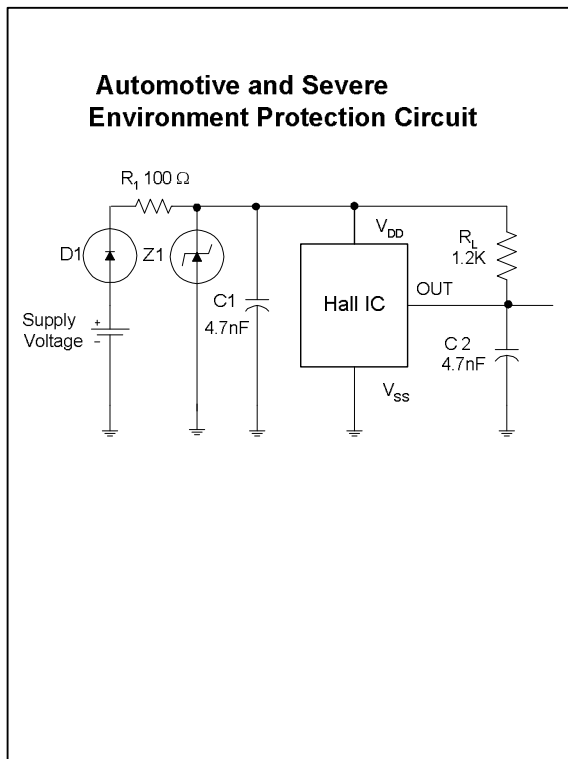 Automotive and Severe
Environment Protection Circuit
R1 100 Ω
D1
Z1
VDD
RL
1.2K
OUT
Hall IC
C1
4.7nF
Supply
Voltage
+
−
C 2
4.7nF
VSS